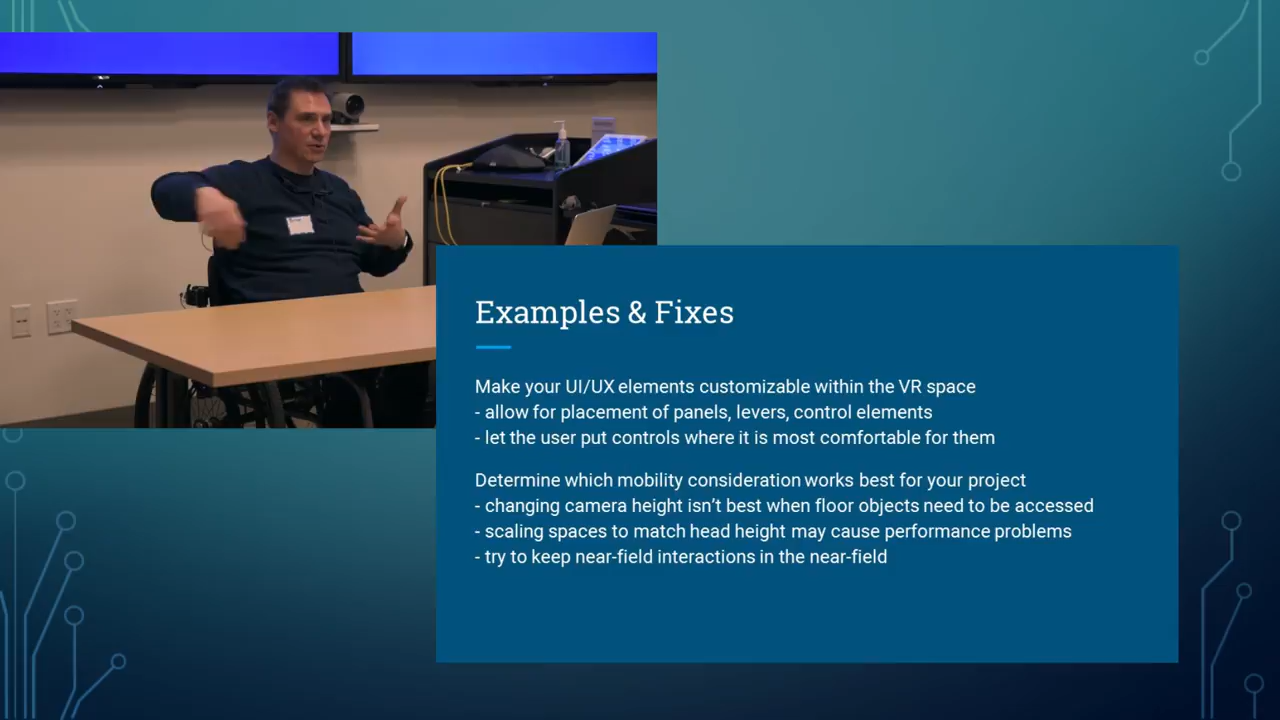 Examples & Fixes
Make your UI/UX elements customizable within the VR space
- allow for placement of panels, levers, control elements
- let the user put controls where it is most comfortable for them
Determine which mobility consideration works best for your project
- changing camera height isn’t best when floor objects need to be accessed
- scaling spaces to match head height may cause performance problems
- try to keep near-field interactions in the near-field